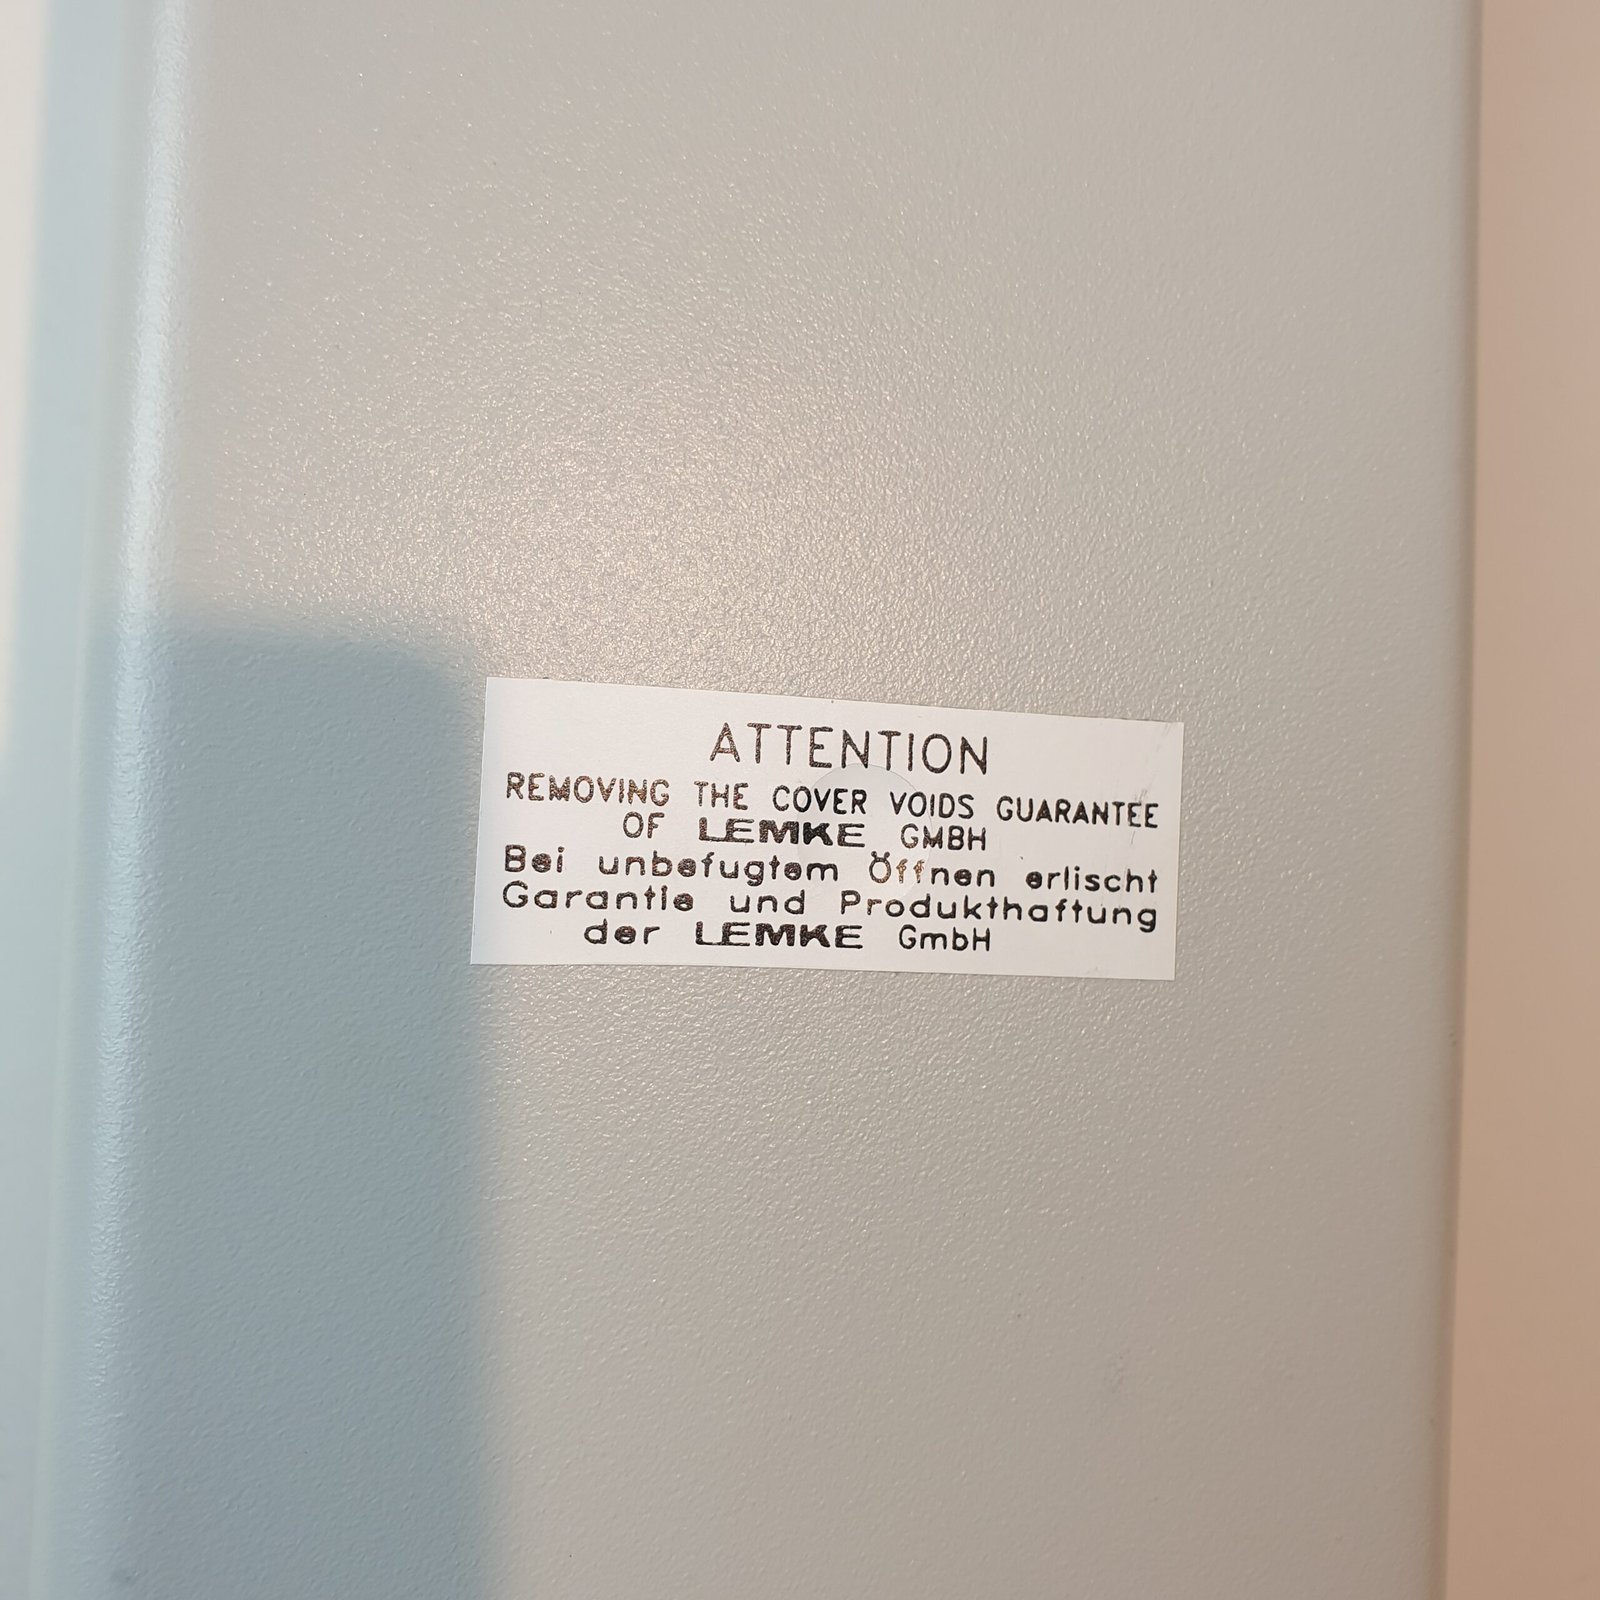 ATTENTION
REMOVING THE COVER VOIDS GUARANTEE
OF LEMKE GMBH
Bei unbefugtem Öffnen erlischt
Garantie und Produkthaftung
der LEMKE GmbH